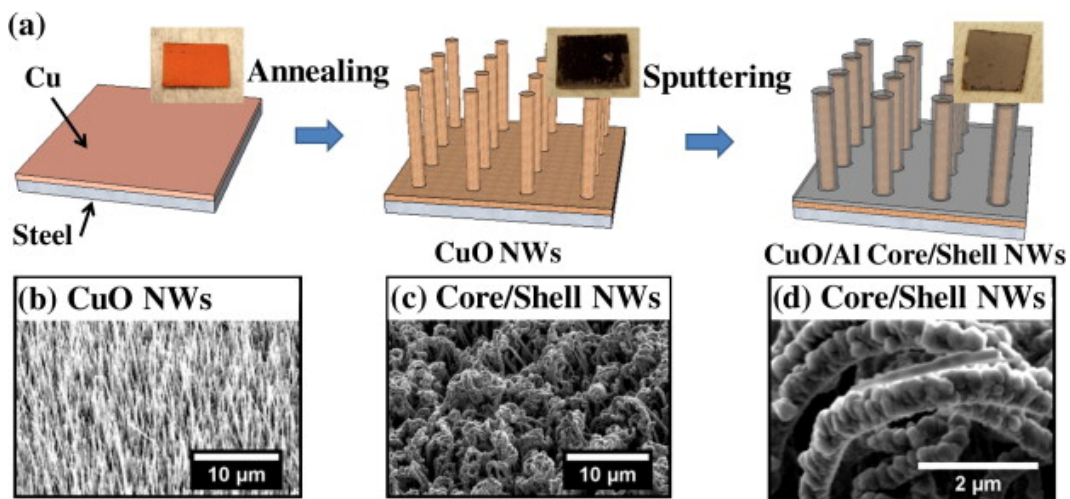 (a)
Cu
Annealing
Sputtering
Steel
CuO NWs
CuO/Al Core/Shell NWs
(b) CuO NWs
10 µm
(c) Core/Shell NWs
10 µm
(d) Core/Shell NWs
2 µm